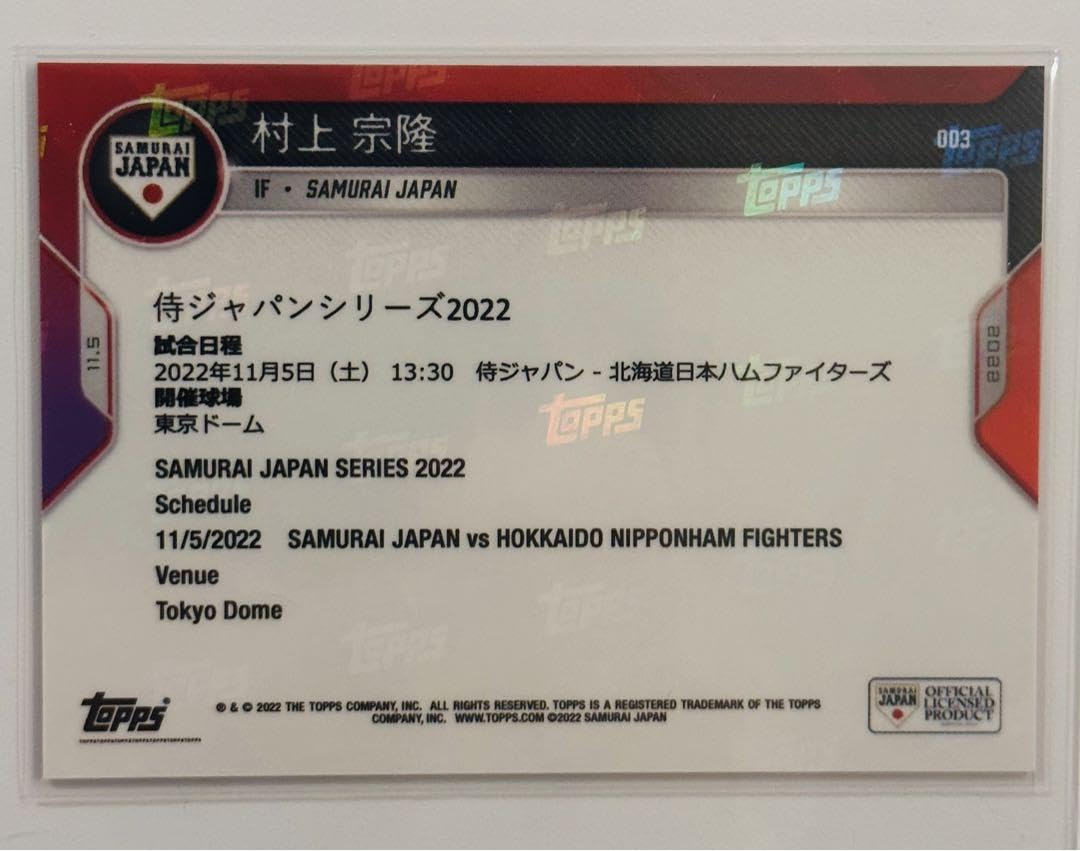 村上 宗隆
003
SAMURAI
JAPAN
IF • SAMURAI JAPAN
侍ジャパンシリーズ2022
試合日程
2022年11月5日（土） 13:30 侍ジャパン - 北海道日本ハムファイターズ
開催球場
東京ドーム
SAMURAI JAPAN SERIES 2022
Schedule
11/5/2022 SAMURAI JAPAN vs HOKKAIDO NIPPONHAM FIGHTERS
Venue
Tokyo Dome
11.5
2022
topps
topps
topps
® & © 2022 THE TOPPS COMPANY, INC. ALL RIGHTS RESERVED. TOPPS IS A REGISTERED TRADEMARK OF THE TOPPS
COMPANY, INC. WWW.TOPPS.COM ©2022 SAMURAI JAPAN
SAMURAI
JAPAN
OFFICIAL
LICENSED
PRODUCT